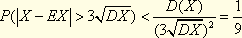 P(|X − EX| > 3√DX) < D(X)/(3√DX)² = 1/9